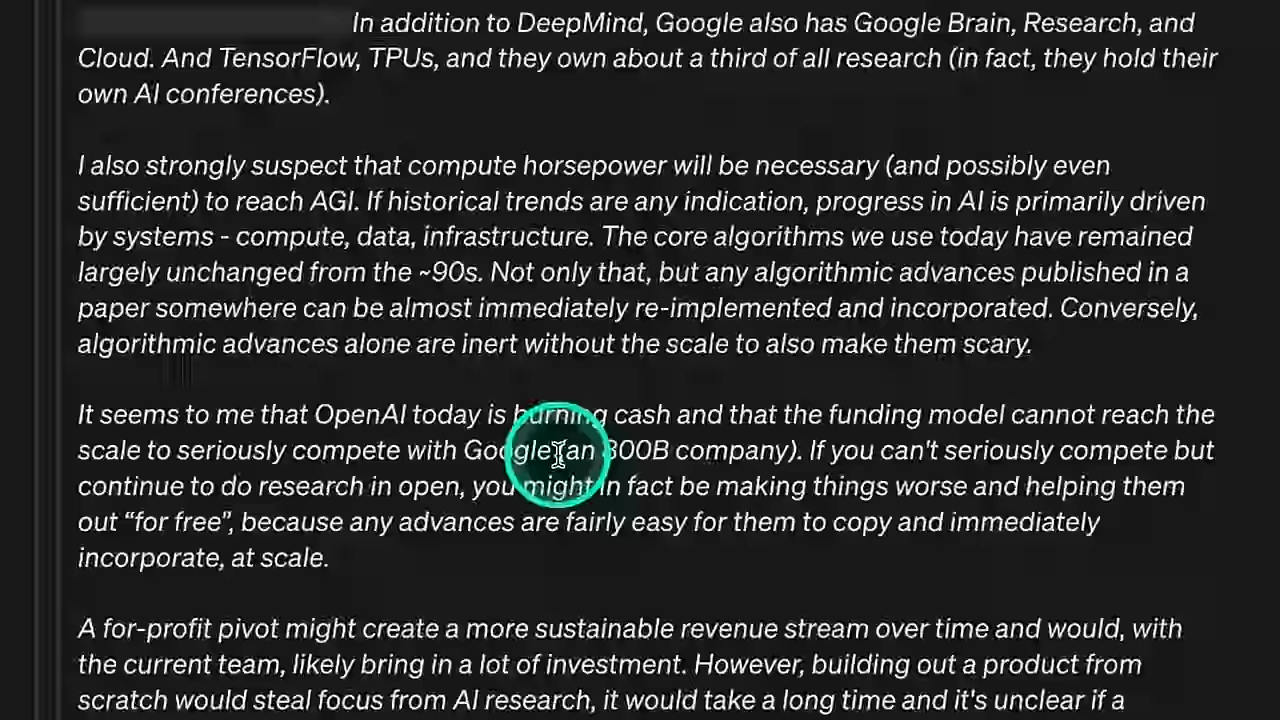 In addition to DeepMind, Google also has Google Brain, Research, and
Cloud. And TensorFlow, TPUs, and they own about a third of all research (in fact, they hold their
own AI conferences).
I also strongly suspect that compute horsepower will be necessary (and possibly even
sufficient) to reach AGI. If historical trends are any indication, progress in AI is primarily driven
by systems - compute, data, infrastructure. The core algorithms we use today have remained
largely unchanged from the ~90s. Not only that, but any algorithmic advances published in a
paper somewhere can be almost immediately re-implemented and incorporated. Conversely,
algorithmic advances alone are inert without the scale to also make them scary.
It seems to me that OpenAI today is burning cash and that the funding model cannot reach the
scale to seriously compete with Google (an 800B company). If you can't seriously compete but
continue to do research in open, you might in fact be making things worse and helping them
out “for free”, because any advances are fairly easy for them to copy and immediately
incorporate, at scale.
A for-profit pivot might create a more sustainable revenue stream over time and would, with
the current team, likely bring in a lot of investment. However, building out a product from
scratch would steal focus from AI research, it would take a long time and it's unclear if a